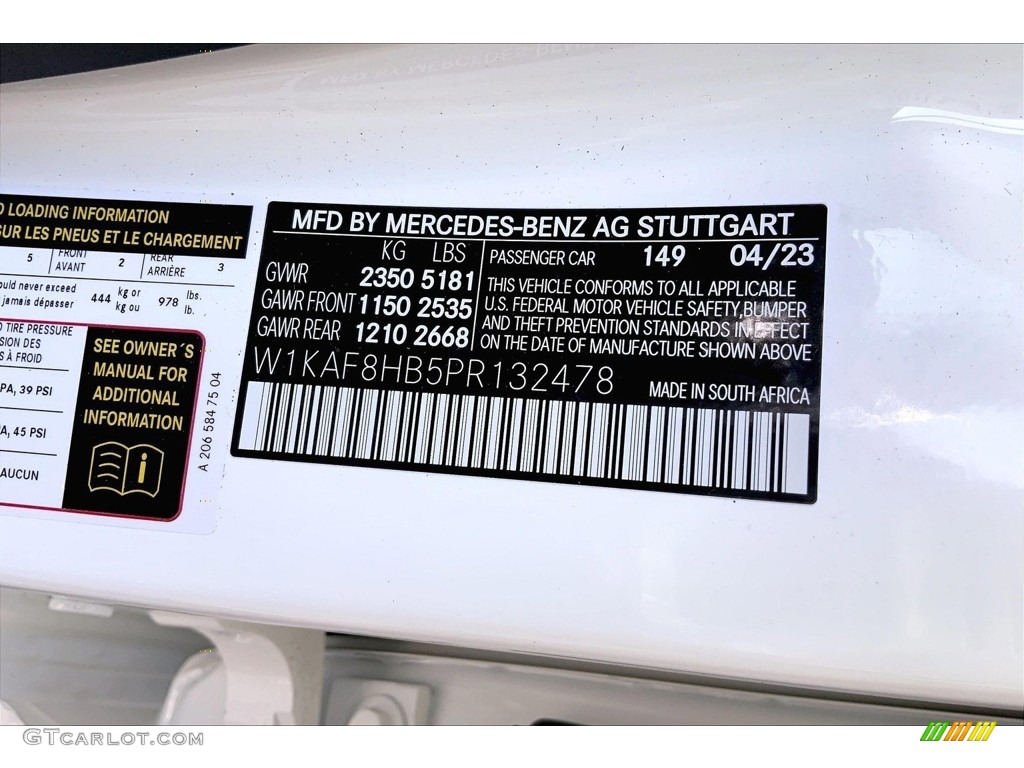 D LOADING INFORMATION
SUR LES PNEUS ET LE CHARGEMENT
5 FRONT AVANT 2 REAR ARRIÈRE 3
ould never exceed
jamais dépasser 444 kg or kg ou 978 lbs. lb.
D TIRE PRESSURE
SION DES
À FROID
PA, 39 PSI
A, 45 PSI
AUCUN
SEE OWNER´S
MANUAL FOR
ADDITIONAL
INFORMATION
A 206 584 75 04
MFD BY MERCEDES-BENZ AG STUTTGART
KG LBS
GVWR 2350 5181
GAWR FRONT 1150 2535
GAWR REAR 1210 2668
PASSENGER CAR 149 04/23
THIS VEHICLE CONFORMS TO ALL APPLICABLE
U.S. FEDERAL MOTOR VEHICLE SAFETY,BUMPER
AND THEFT PREVENTION STANDARDS IN EFFECT
ON THE DATE OF MANUFACTURE SHOWN ABOVE
W1KAF8HB5PR132478
MADE IN SOUTH AFRICA
GTcarlot.com